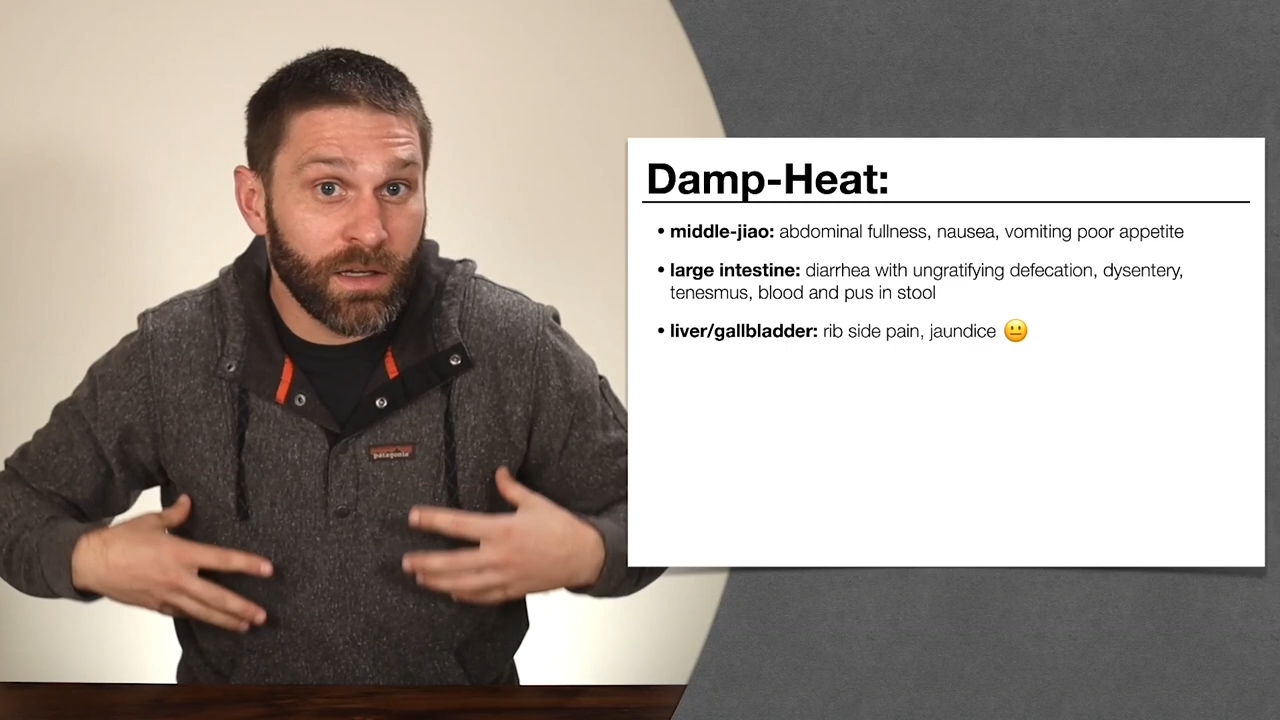 Damp-Heat:
• middle-jiao: abdominal fullness, nausea, vomiting poor appetite
• large intestine: diarrhea with ungratifying defecation, dysentery,
tenesmus, blood and pus in stool
• liver/gallbladder: rib side pain, jaundice 😐
patagonia